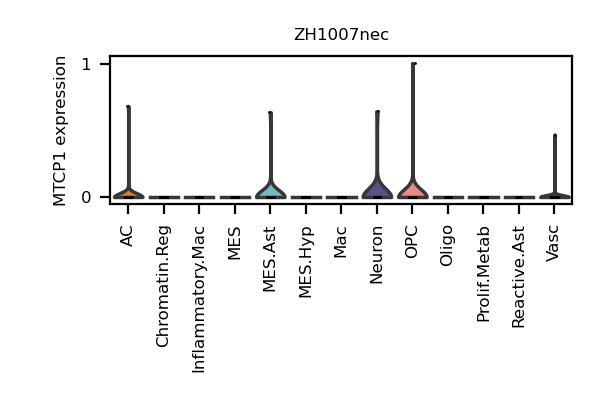 ZH1007nec
MTCP1 expression
1
0
AC
Chromatin.Reg
Inflammatory.Mac
MES
MES.Ast
MES.Hyp
Mac
Neuron
OPC
Oligo
Prolif.Metab
Reactive.Ast
Vasc